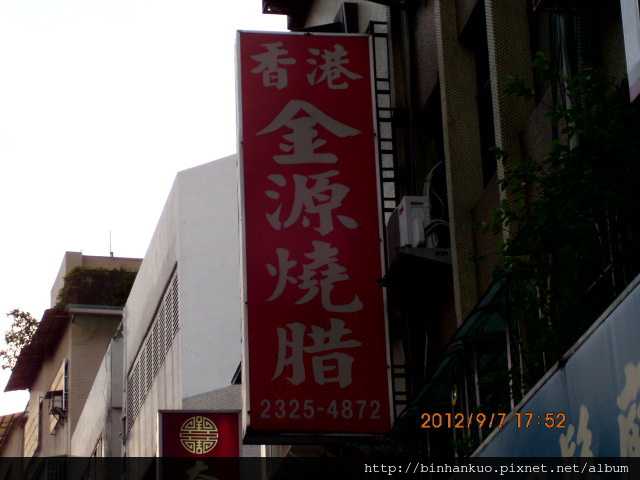 香港
金源燒腊
2325-4872
2012/9/7 17:52
http://binhankuo.pixnet.net/album